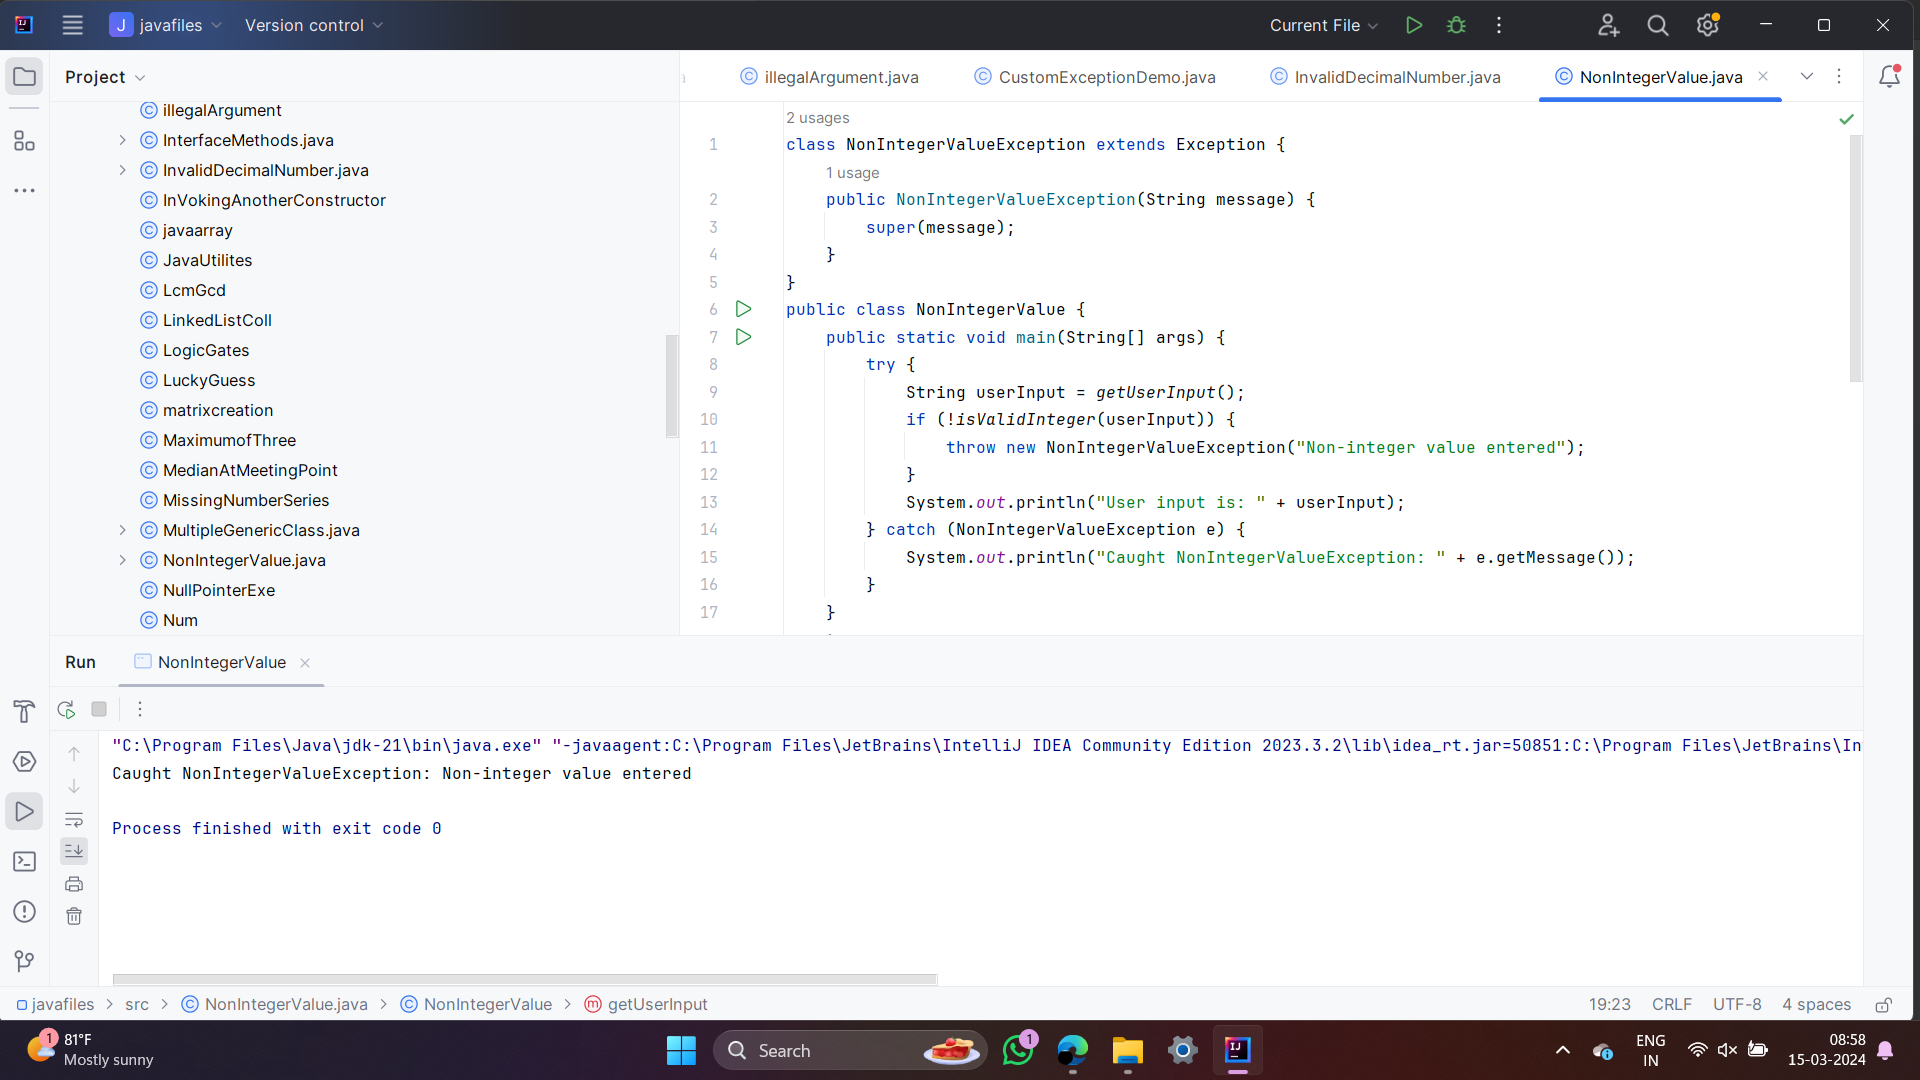 J javafiles Version control Current File
Project
illegalArgument.java CustomExceptionDemo.java InvalidDecimalNumber.java NonIntegerValue.java
illegalArgument
InterfaceMethods.java
InvalidDecimalNumber.java
InVokingAnotherConstructor
javaarray
JavaUtilites
LcmGcd
LinkedListColl
LogicGates
LuckyGuess
matrixcreation
MaximumofThree
MedianAtMeetingPoint
MissingNumberSeries
MultipleGenericClass.java
NonIntegerValue.java
NullPointerExe
Num
2 usages
1 class NonIntegerValueException extends Exception {
1 usage
2 public NonIntegerValueException(String message) {
3 super(message);
4 }
5 }
6 public class NonIntegerValue {
7 public static void main(String[] args) {
8 try {
9 String userInput = getUserInput();
10 if (!isValidInteger(userInput)) {
11 throw new NonIntegerValueException("Non-integer value entered");
12 }
13 System.out.println("User input is: " + userInput);
14 } catch (NonIntegerValueException e) {
15 System.out.println("Caught NonIntegerValueException: " + e.getMessage());
16 }
17 }
Run NonIntegerValue
"C:\Program Files\Java\jdk-21\bin\java.exe" "-javaagent:C:\Program Files\JetBrains\IntelliJ IDEA Community Edition 2023.3.2\lib\idea_rt.jar=50851:C:\Program Files\JetBrains\In
Caught NonIntegerValueException: Non-integer value entered
Process finished with exit code 0
javafiles > src > NonIntegerValue.java > NonIntegerValue > getUserInput 19:23 CRLF UTF-8 4 spaces
1 81°F
Mostly sunny
Search
1
ENG
IN
08:58
15-03-2024